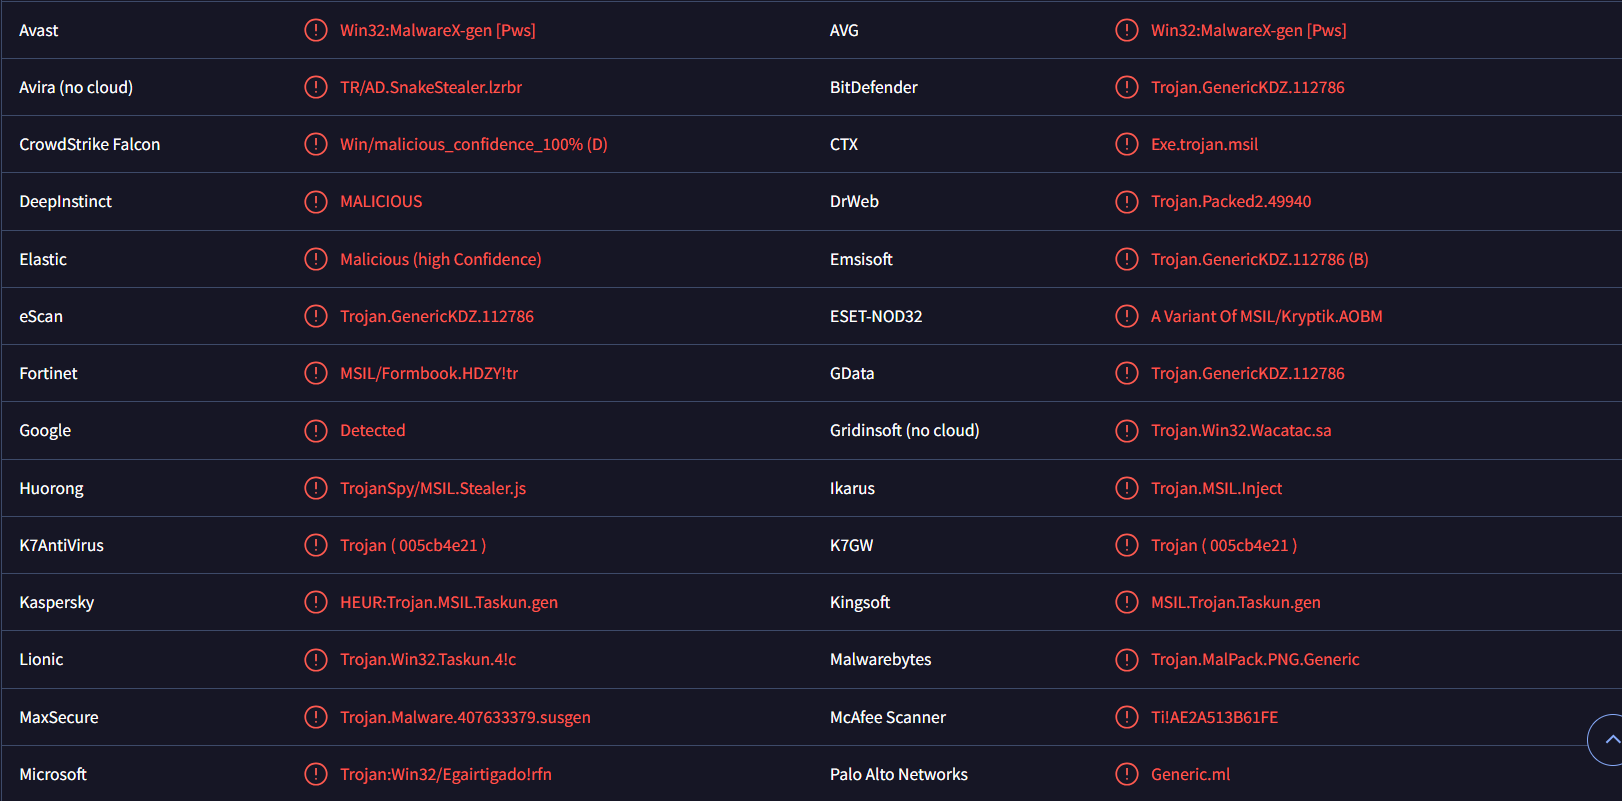 Avast Win32:MalwareX-gen [Pws] AVG Win32:MalwareX-gen [Pws]
Avira (no cloud) TR/AD.SnakeStealer.lzrbr BitDefender Trojan.GenericKDZ.112786
CrowdStrike Falcon Win/malicious_confidence_100% (D) CTX Exe.trojan.msil
DeepInstinct MALICIOUS DrWeb Trojan.Packed2.49940
Elastic Malicious (high Confidence) Emsisoft Trojan.GenericKDZ.112786 (B)
eScan Trojan.GenericKDZ.112786 ESET-NOD32 A Variant Of MSIL/Kryptik.AOBM
Fortinet MSIL/Formbook.HDZY!tr GData Trojan.GenericKDZ.112786
Google Detected Gridinsoft (no cloud) Trojan.Win32.Wacatac.sa
Huorong TrojanSpy/MSIL.Stealer.js Ikarus Trojan.MSIL.Inject
K7AntiVirus Trojan ( 005cb4e21 ) K7GW Trojan ( 005cb4e21 )
Kaspersky HEUR:Trojan.MSIL.Taskun.gen Kingsoft MSIL.Trojan.Taskun.gen
Lionic Trojan.Win32.Taskun.4!c Malwarebytes Trojan.MalPack.PNG.Generic
MaxSecure Trojan.Malware.407633379.susgen McAfee Scanner Ti!AE2A513B61FE
Microsoft Trojan:Win32/Egairtigado!rfn Palo Alto Networks Generic.ml